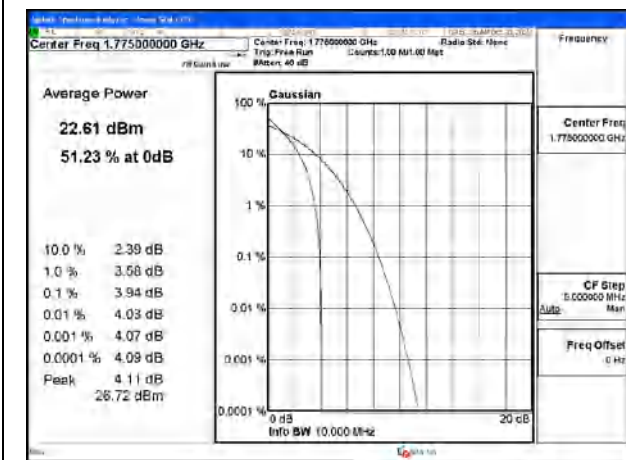 Center Freq 1.775000000 GHz
Center Freq: 1.775000000 GHz
Radio Std: None
Trig: Free Run
Counts:1.00 M/1.00 Mpt
#Atten: 40 dB
Frequency
Average Power
22.61 dBm
51.23 % at 0dB
10.0 % 2.39 dB
1.0 % 3.58 dB
0.1 % 3.94 dB
0.01 % 4.03 dB
0.001 % 4.07 dB
0.0001 % 4.09 dB
Peak 4.11 dB
26.72 dBm
Gaussian
100 %
10 %
1 %
0.1 %
0.01 %
0.001 %
0.0001 %
0 dB
20 dB
Info BW 10.000 MHz
Center Freq
1.775000000 GHz
CF Step
5.000000 MHz
Auto Man
Freq Offset
0 Hz